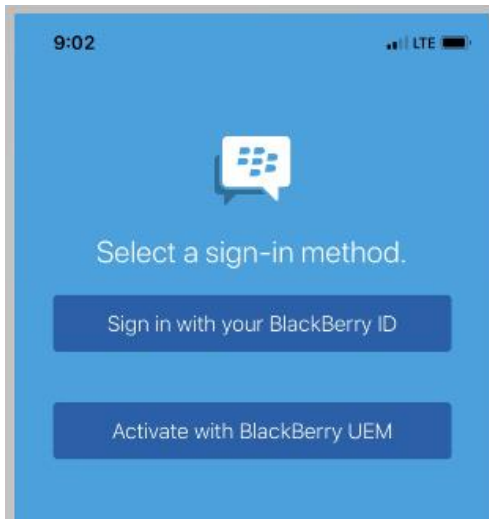 9:02
LTE
Select a sign-in method.
Sign in with your BlackBerry ID
Activate with BlackBerry UEM